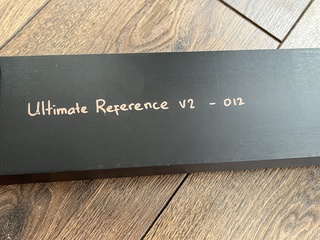 Ultimate Reference V2 - 012